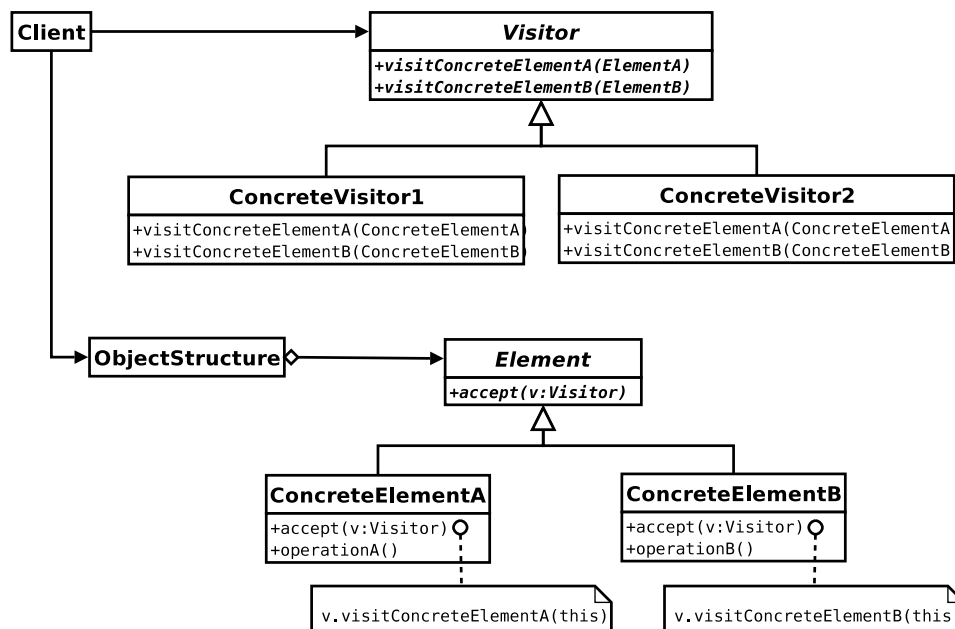 Client
Visitor
+visitConcreteElementA(ElementA)
+visitConcreteElementB(ElementB)
ConcreteVisitor1
+visitConcreteElementA(ConcreteElementA)
+visitConcreteElementB(ConcreteElementB)
ConcreteVisitor2
+visitConcreteElementA(ConcreteElementA
+visitConcreteElementB(ConcreteElementB
ObjectStructure
Element
+accept(v:Visitor)
ConcreteElementA
+accept(v:Visitor)
+operationA()
ConcreteElementB
+accept(v:Visitor)
+operationB()
v.visitConcreteElementA(this)
v.visitConcreteElementB(this